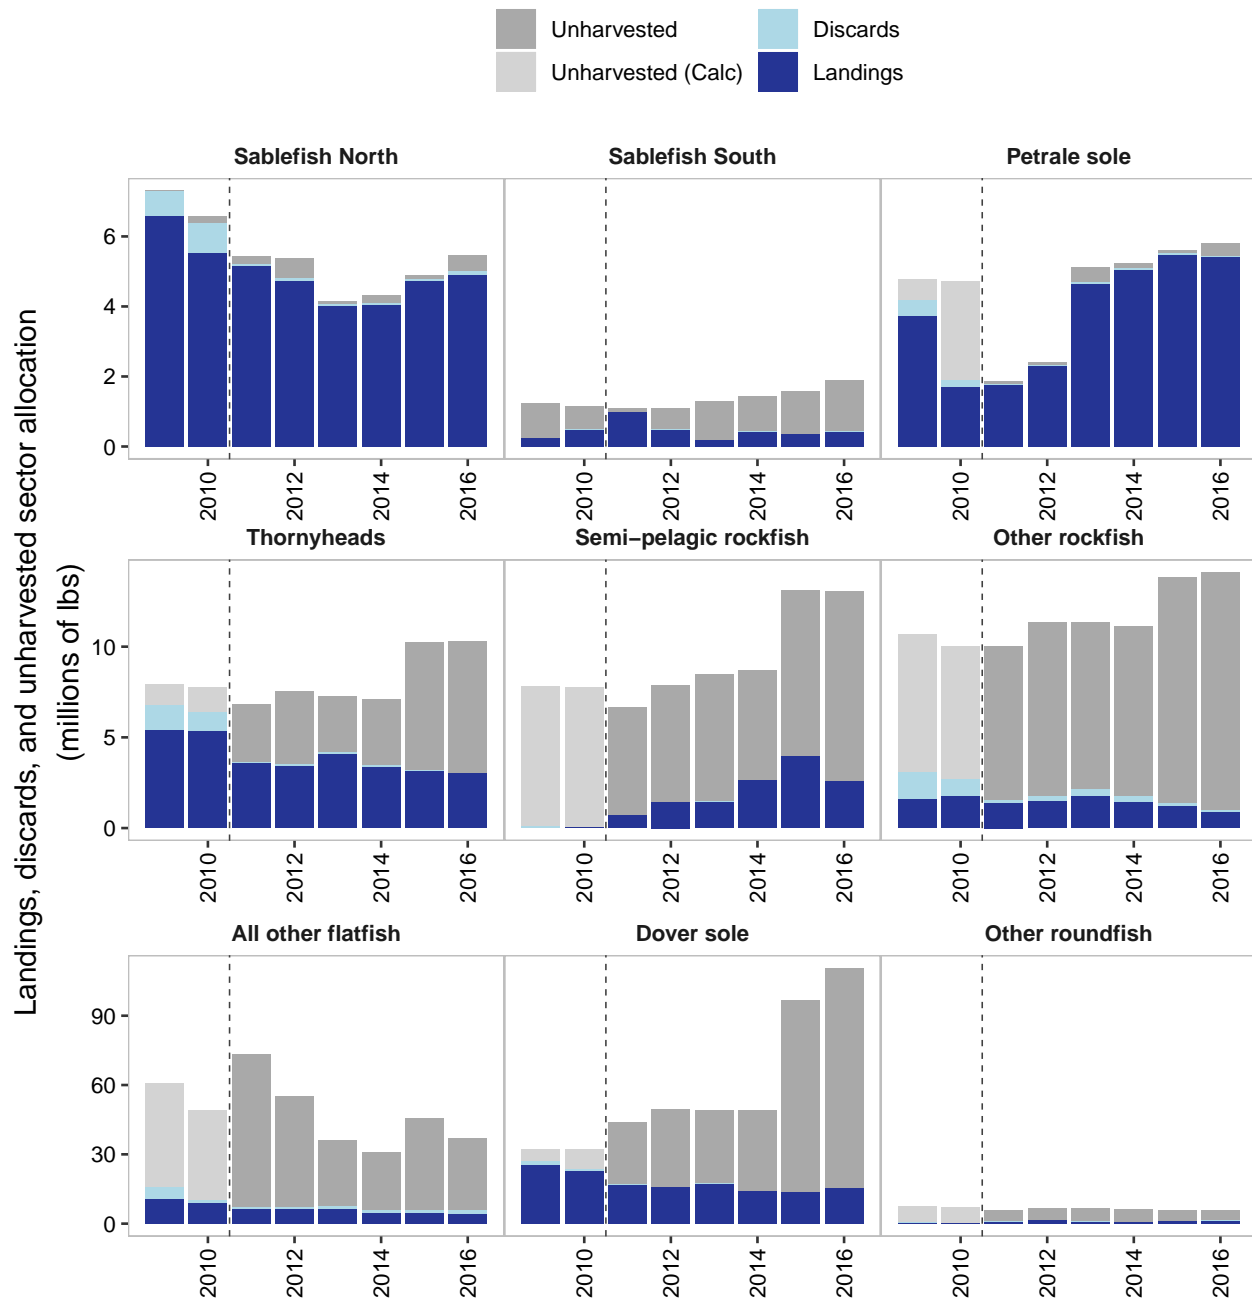 Unharvested
Discards
Unharvested (Calc)
Landings
Landings, discards, and unharvested sector allocation
(millions of lbs)
Sablefish North
Sablefish South
Petrale sole
6
4
2
0
2010 2012 2014 2016
2010 2012 2014 2016
2010 2012 2014 2016
Thornyheads
Semi−pelagic rockfish
Other rockfish
10
5
0
2010 2012 2014 2016
2010 2012 2014 2016
2010 2012 2014 2016
All other flatfish
Dover sole
Other roundfish
90
60
30
0
2010 2012 2014 2016
2010 2012 2014 2016
2010 2012 2014 2016